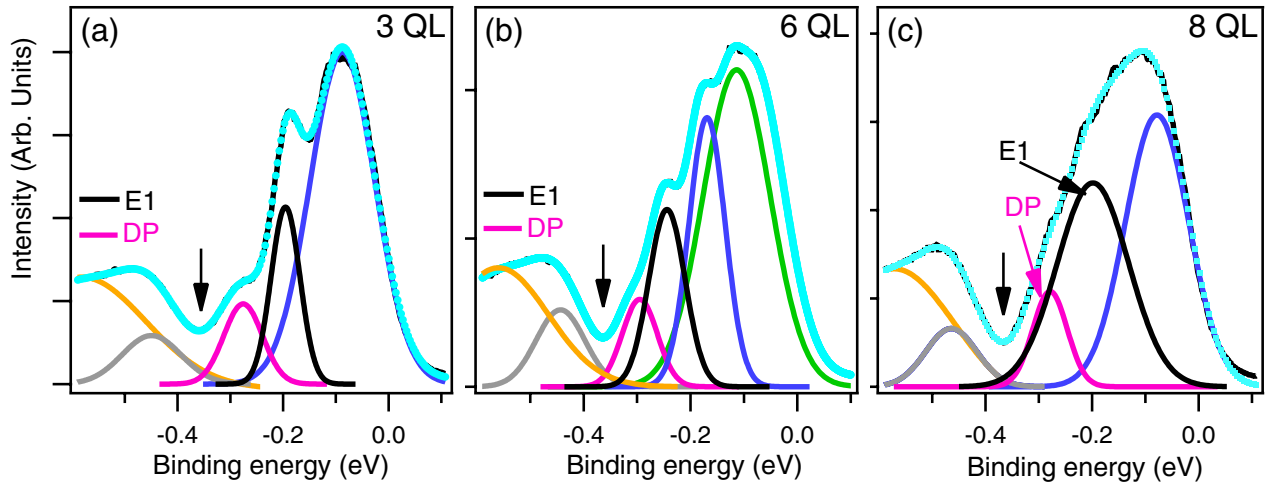 (a) 3 QL
Intensity (Arb. Units)
E1
DP
-0.4 -0.2 0.0
Binding energy (eV)
(b) 6 QL
E1
DP
-0.4 -0.2 0.0
Binding energy (eV)
(c) 8 QL
E1
DP
-0.4 -0.2 0.0
Binding energy (eV)